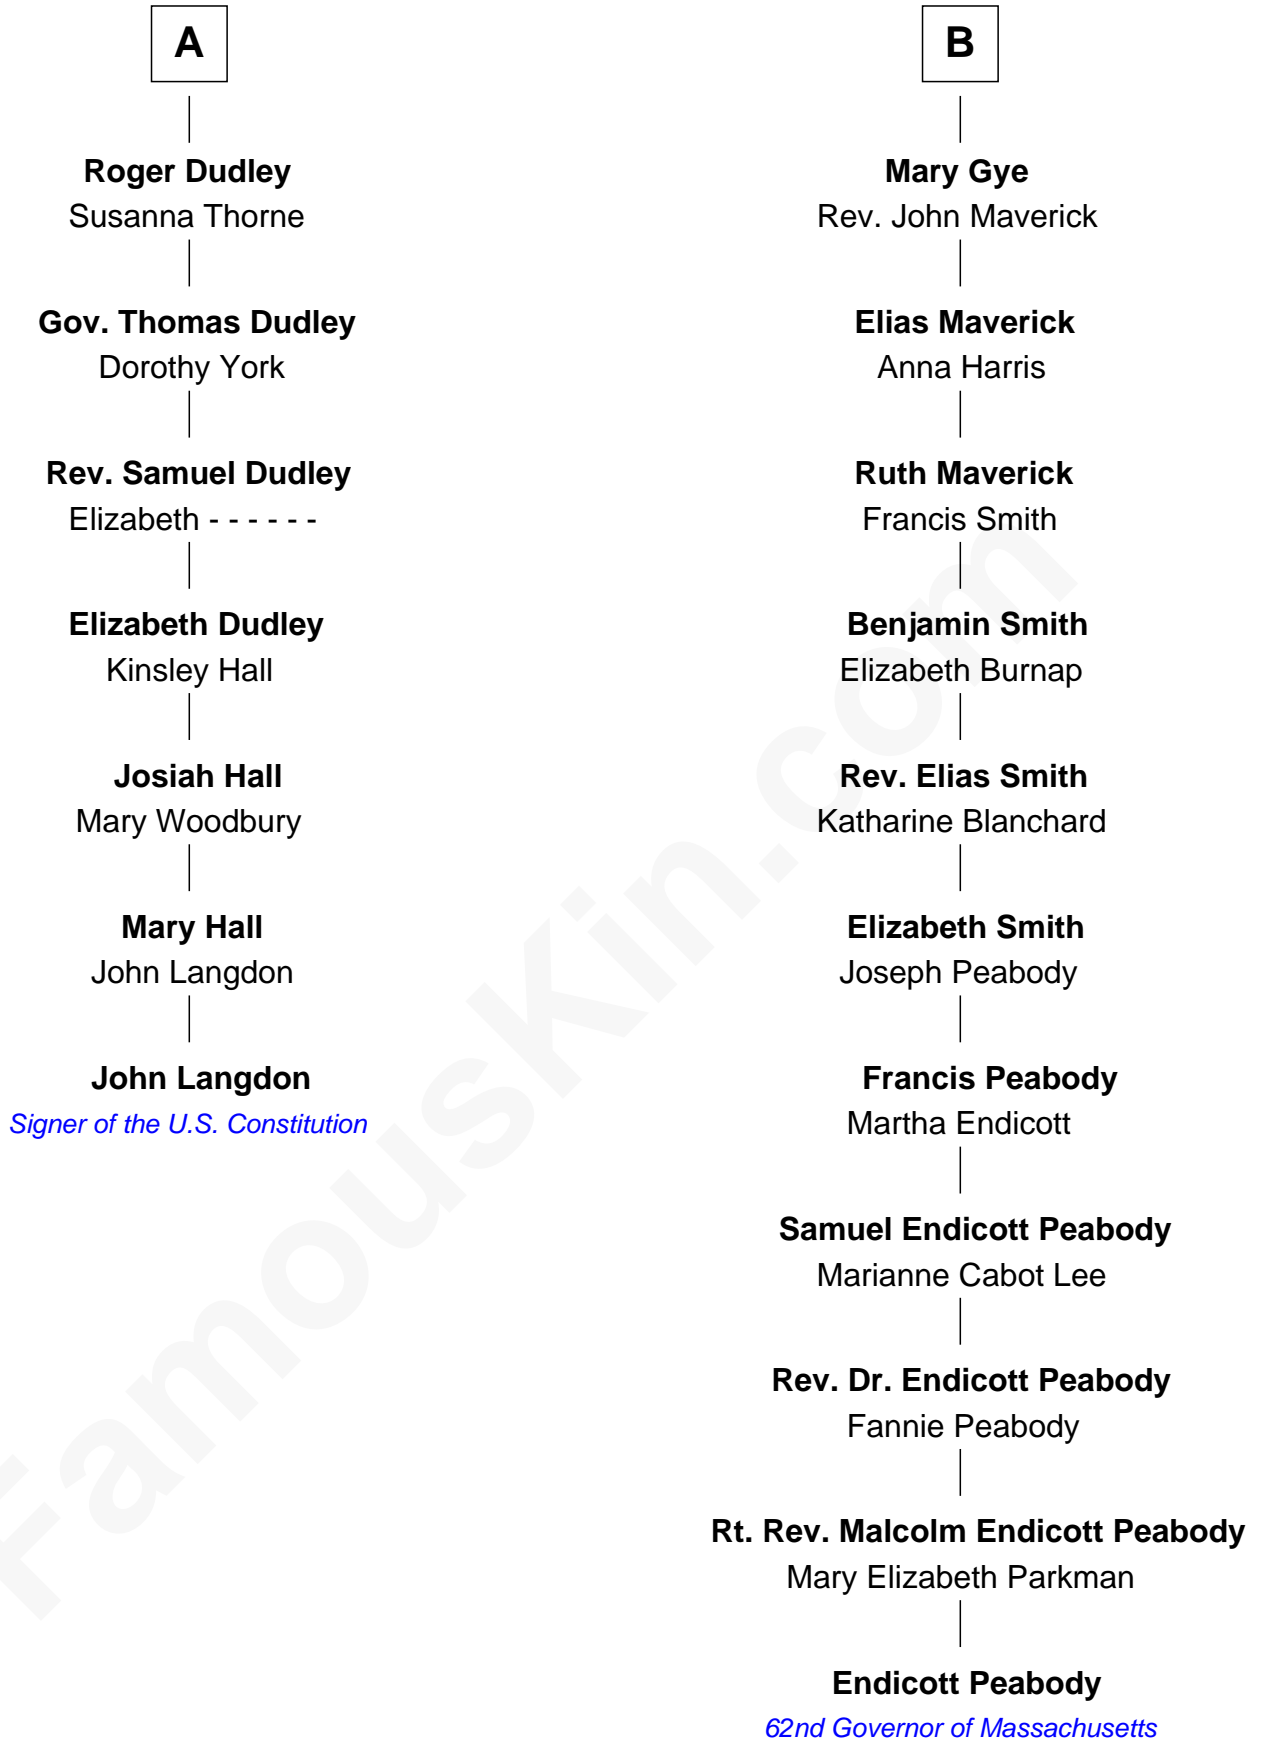 A
Roger Dudley
Susanna Thorne
Gov. Thomas Dudley
Dorothy York
Rev. Samuel Dudley
Elizabeth - - - - - -
Elizabeth Dudley
Kinsley Hall
Josiah Hall
Mary Woodbury
Mary Hall
John Langdon
John Langdon
Signer of the U.S. Constitution
B
Mary Gye
Rev. John Maverick
Elias Maverick
Anna Harris
Ruth Maverick
Francis Smith
Benjamin Smith
Elizabeth Burnap
Rev. Elias Smith
Katharine Blanchard
Elizabeth Smith
Joseph Peabody
Francis Peabody
Martha Endicott
Samuel Endicott Peabody
Marianne Cabot Lee
Rev. Dr. Endicott Peabody
Fannie Peabody
Rt. Rev. Malcolm Endicott Peabody
Mary Elizabeth Parkman
Endicott Peabody
62nd Governor of Massachusetts
FamousKin.com